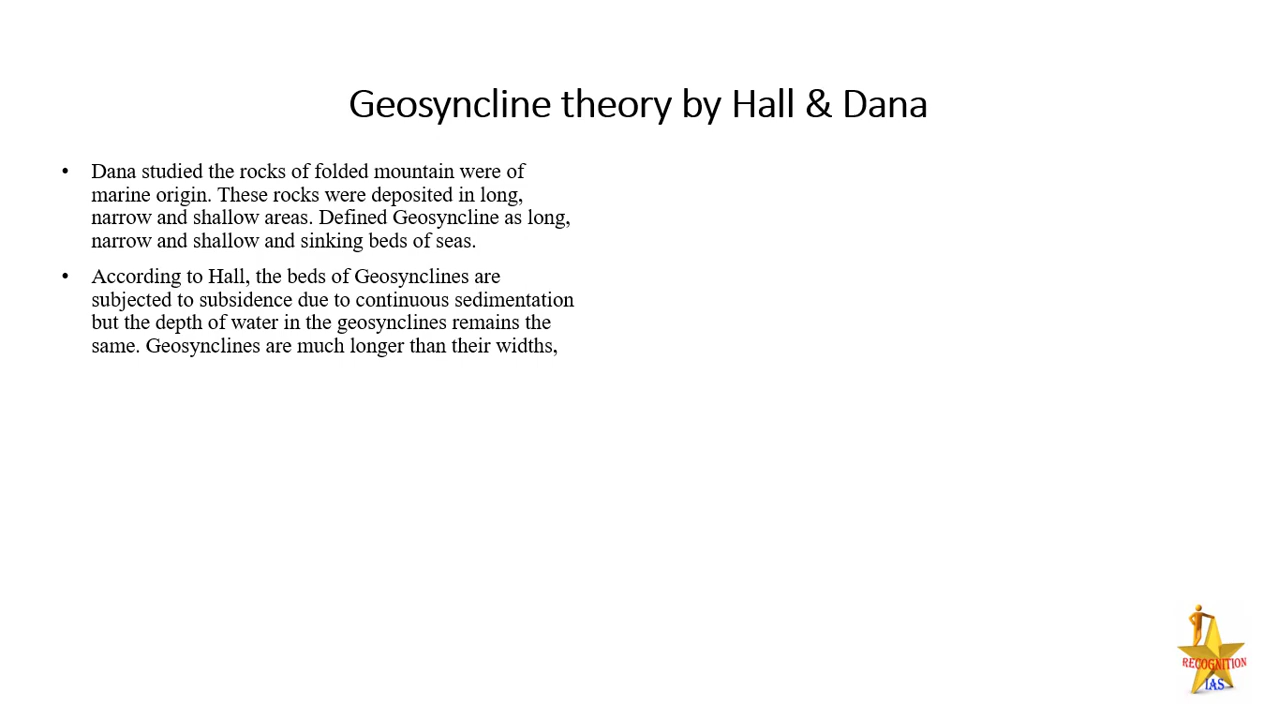 Geosyncline theory by Hall & Dana
• Dana studied the rocks of folded mountain were of
marine origin. These rocks were deposited in long,
narrow and shallow areas. Defined Geosyncline as long,
narrow and shallow and sinking beds of seas.
• According to Hall, the beds of Geosynclines are
subjected to subsidence due to continuous sedimentation
but the depth of water in the geosynclines remains the
same. Geosynclines are much longer than their widths,
RECOGNITION
IAS